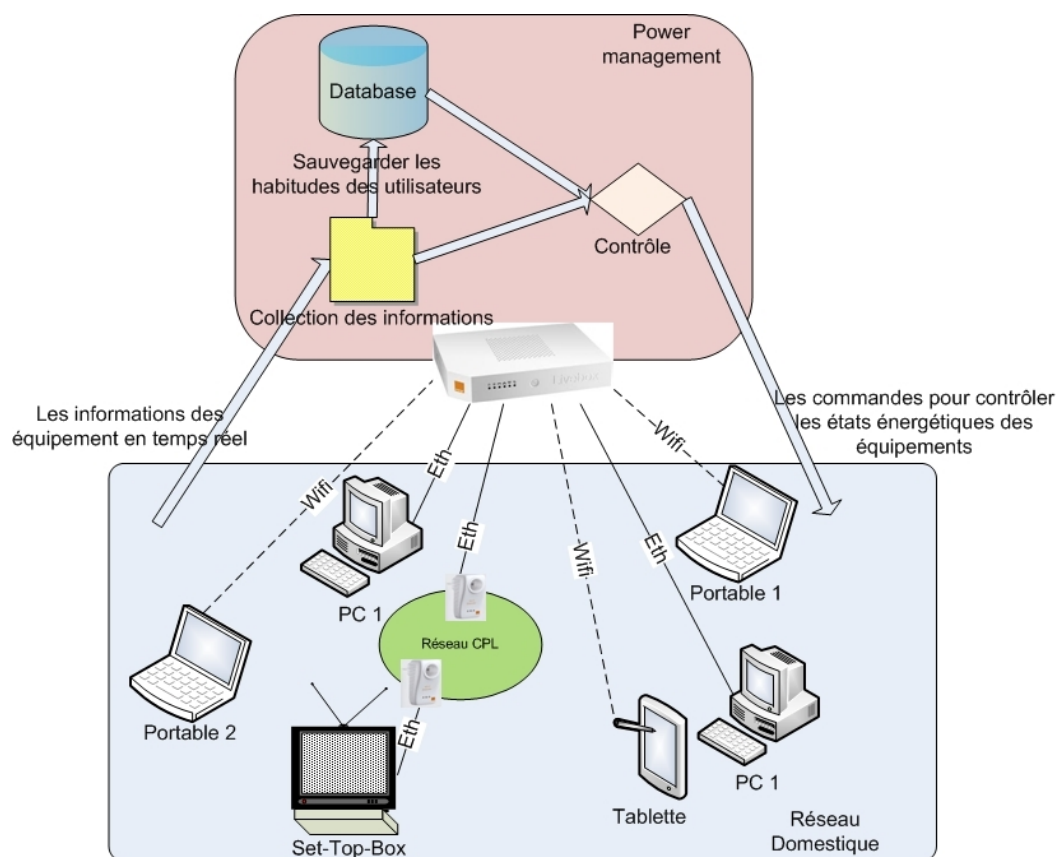 Power
management
Database
Sauvegarder les
habitudes des utilisateurs
Contrôle
Collection des informations
Livebox
Les informations des
équipement en temps réel
Les commandes pour contrôler
les états énergétiques des
équipements
Wifi
Eth
Eth
Wifi
Eth
Wifi
PC 1
Portable 1
Réseau CPL
Portable 2
Eth
PC 1
Tablette
Set-Top-Box
Réseau
Domestique